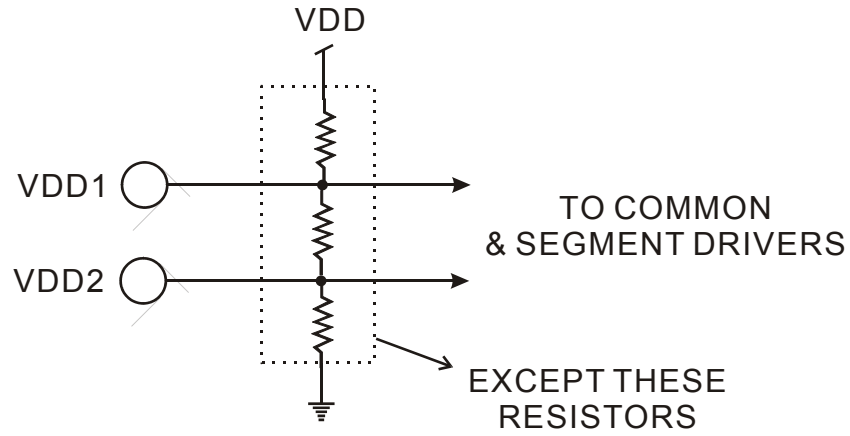 VDD
VDD1
TO COMMON
& SEGMENT DRIVERS
VDD2
EXCEPT THESE
RESISTORS